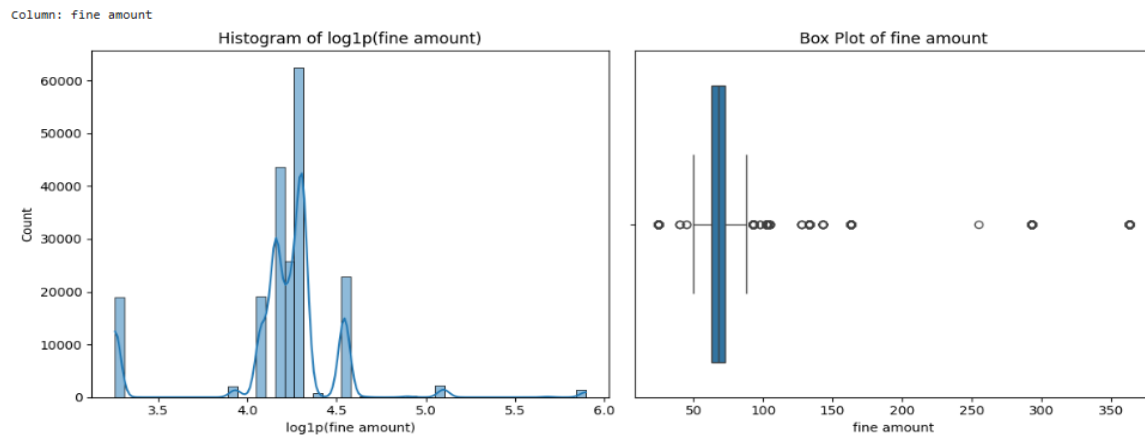 Column: fine amount
Histogram of log1p(fine amount)
Box Plot of fine amount
60000
50000
40000
30000
20000
10000
0
Count
3.5 4.0 4.5 5.0 5.5 6.0
log1p(fine amount)
50 100 150 200 250 300 350
fine amount